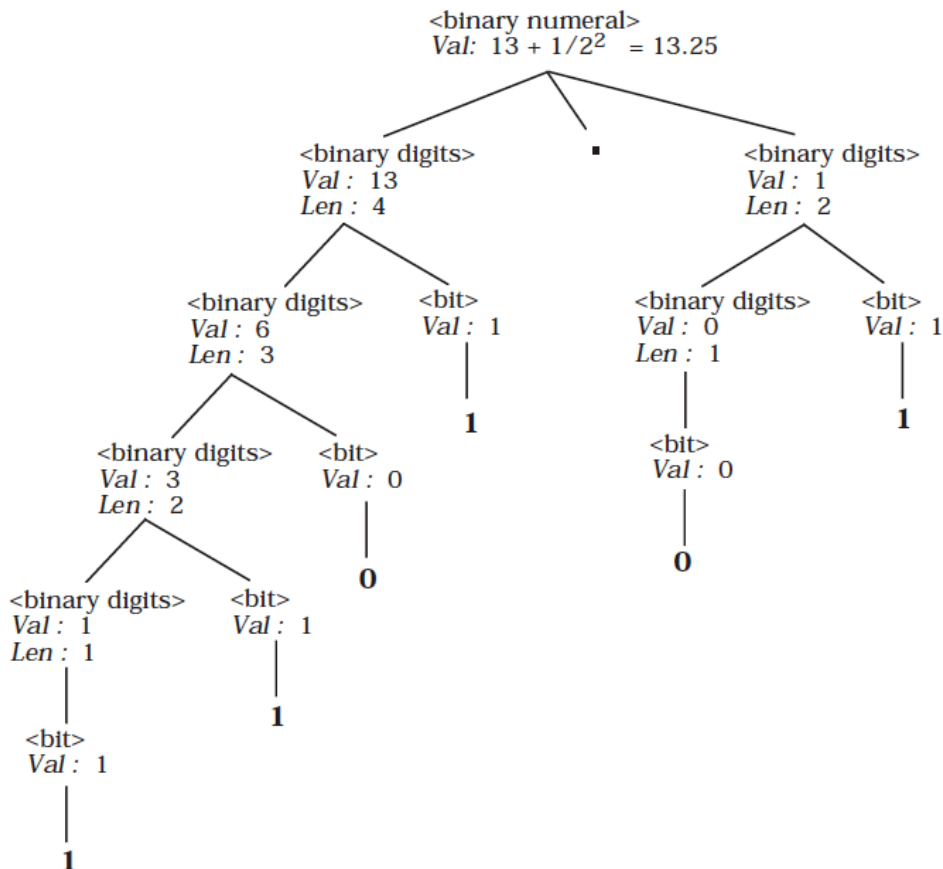 <binary numeral>
Val: 13 + 1/2² = 13.25
<binary digits>
Val : 13
Len : 4
.
<binary digits>
Val : 1
Len : 2
<binary digits>
Val : 6
Len : 3
<bit>
Val : 1
1
<binary digits>
Val : 0
Len : 1
<bit>
Val : 1
1
<binary digits>
Val : 3
Len : 2
<bit>
Val : 0
0
<bit>
Val : 0
0
<binary digits>
Val : 1
Len : 1
<bit>
Val : 1
1
<bit>
Val : 1
1